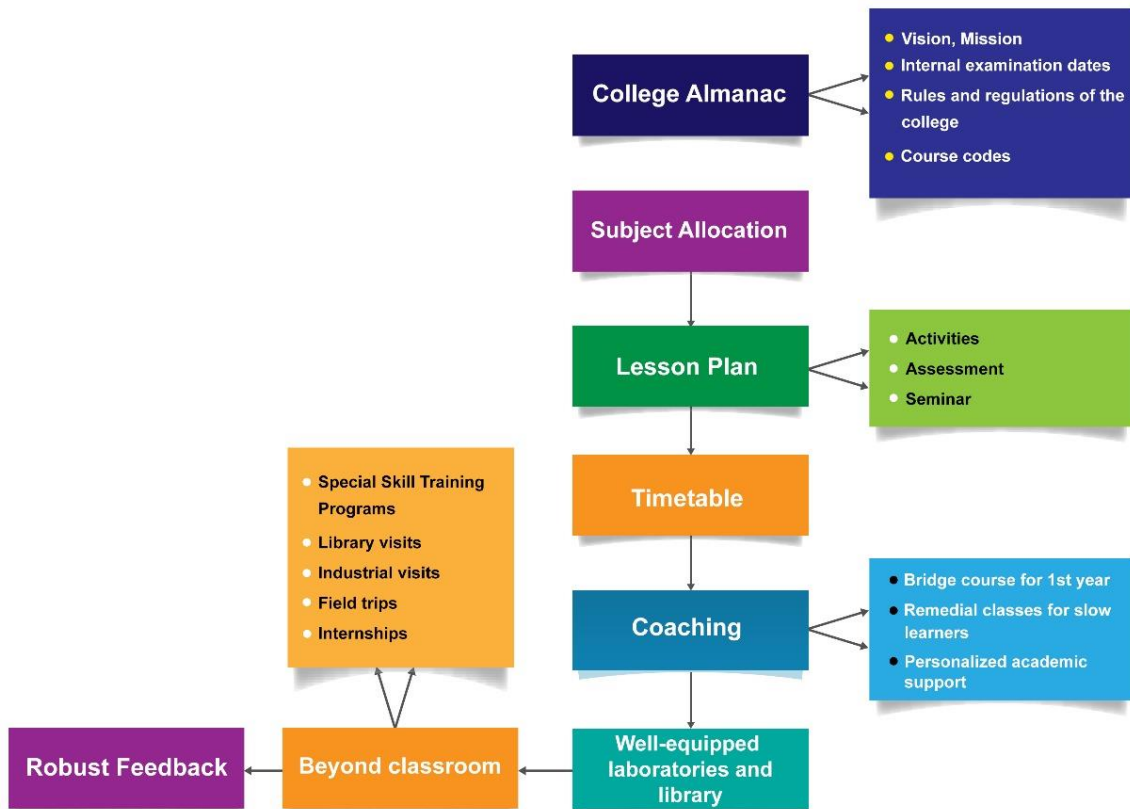 College Almanac
Vision, Mission
Internal examination dates
Rules and regulations of the
college
Course codes
Subject Allocation
Lesson Plan
Activities
Assessment
Seminar
Timetable
Coaching
Bridge course for 1st year
Remedial classes for slow
learners
Personalized academic
support
Well-equipped
laboratories and
library
Beyond classroom
Special Skill Training
Programs
Library visits
Industrial visits
Field trips
Internships
Robust Feedback